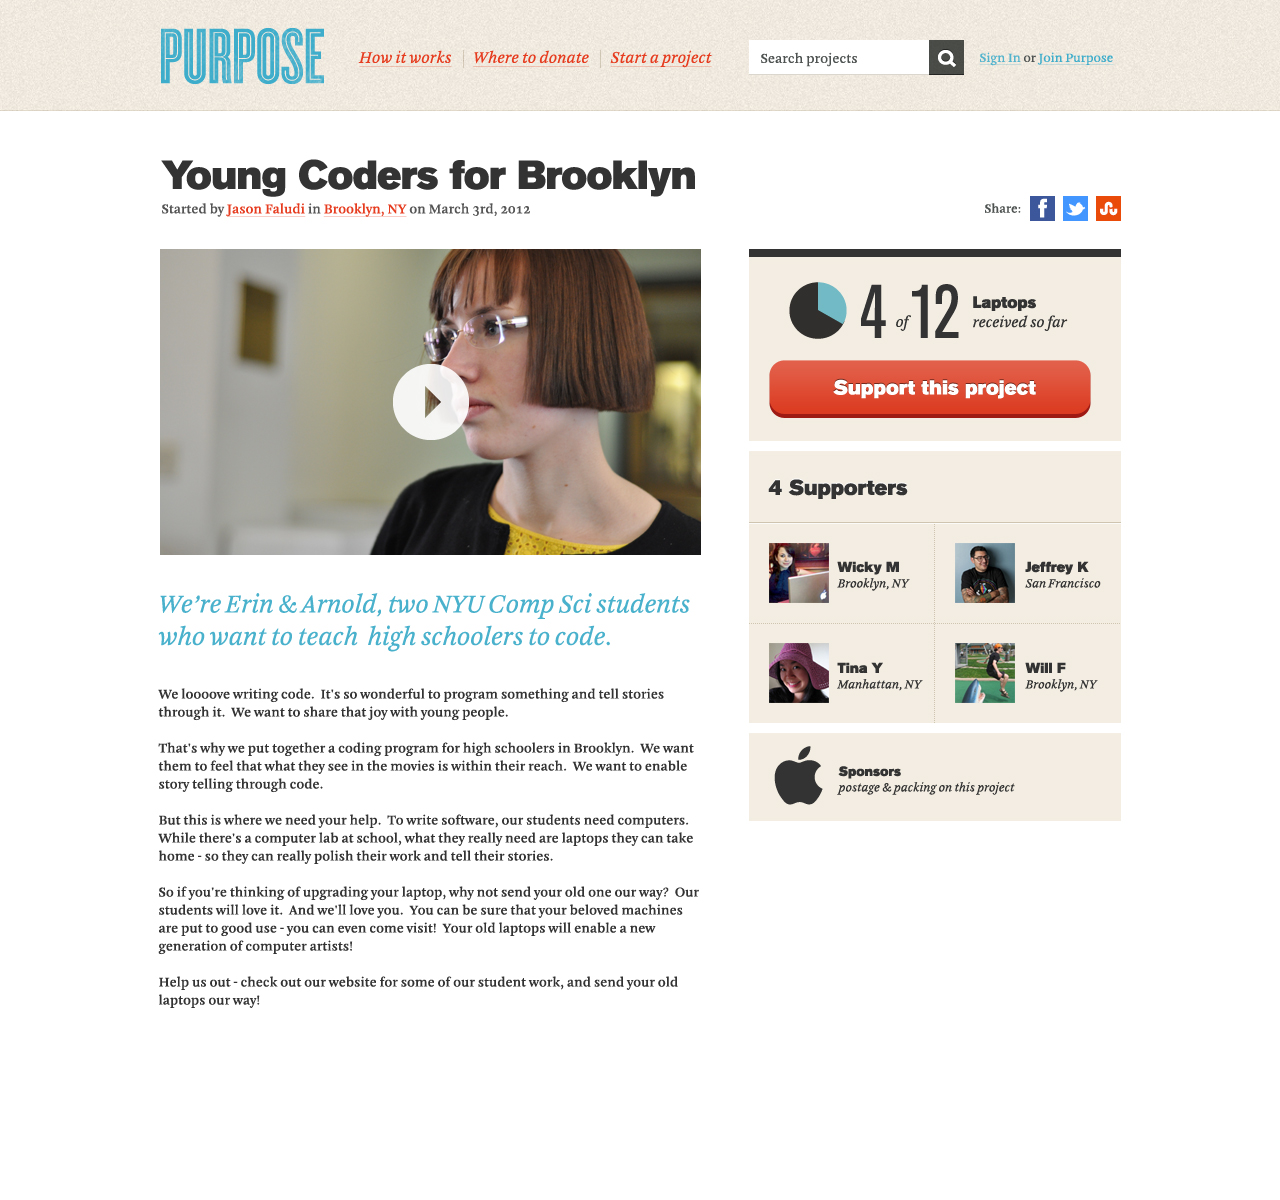 PURPOSE
How it works
Where to donate
Start a project
Search projects
Sign In or Join Purpose
Young Coders for Brooklyn
Started by Jason Faludi in Brooklyn, NY on March 3rd, 2012
Share:
4 of 12
Laptops
received so far
Support this project
4 Supporters
Wicky M
Brooklyn, NY
Jeffrey K
San Francisco
Tina Y
Manhattan, NY
Will F
Brooklyn, NY
Sponsors
postage & packing on this project
We're Erin & Arnold, two NYU Comp Sci students
who want to teach  high schoolers to code.
We loooove writing code.  It's so wonderful to program something and tell stories
through it.  We want to share that joy with young people.
That's why we put together a coding program for high schoolers in Brooklyn.  We want
them to feel that what they see in the movies is within their reach.  We want to enable
story telling through code.
But this is where we need your help.  To write software, our students need computers.
While there's a computer lab at school, what they really need are laptops they can take
home - so they can really polish their work and tell their stories.
So if you're thinking of upgrading your laptop, why not send your old one our way?  Our
students will love it.  And we'll love you.  You can be sure that your beloved machines
are put to good use - you can even come visit!  Your old laptops will enable a new
generation of computer artists!
Help us out - check out our website for some of our student work, and send your old
laptops our way!